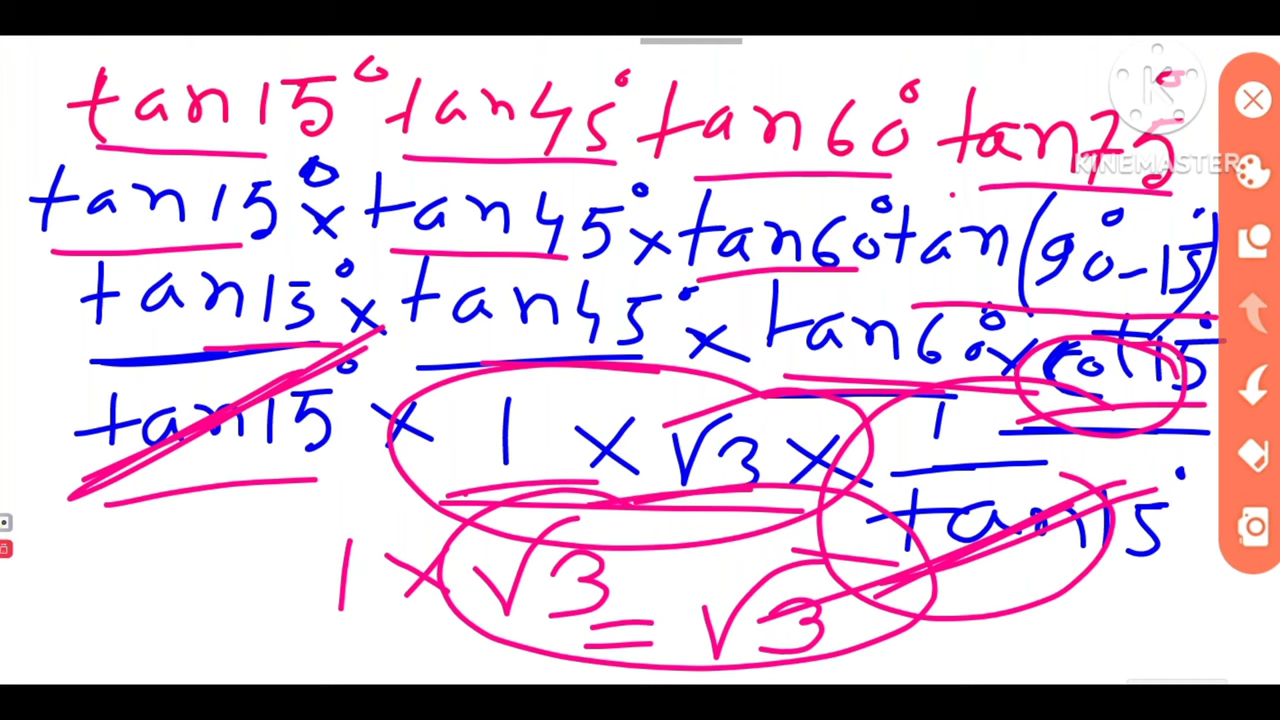 tan15° tan45° tan60° tan75°
KINEMASTER
tan15° × tan45° × tan60° tan(90°-15°)
tan15° × tan45° × tan60° × cot15°
tan15° × 1 × √3 × 1/tan15°
1 × √3 = √3